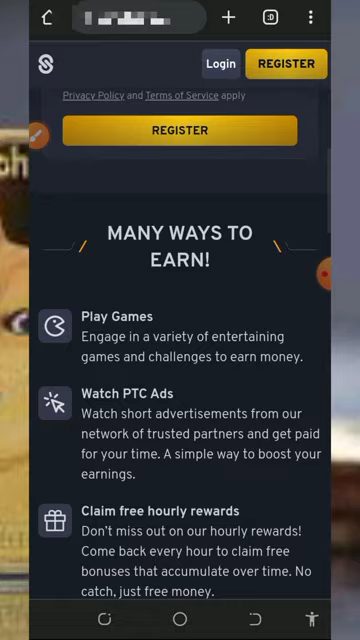 :D
Login
REGISTER
Privacy Policy and Terms of Service apply
REGISTER
MANY WAYS TO
EARN!
Play Games
Engage in a variety of entertaining
games and challenges to earn money.
Watch PTC Ads
Watch short advertisements from our
network of trusted partners and get paid
for your time. A simple way to boost your
earnings.
Claim free hourly rewards
Don't miss out on our hourly rewards!
Come back every hour to claim free
bonuses that accumulate over time. No
catch, just free money.